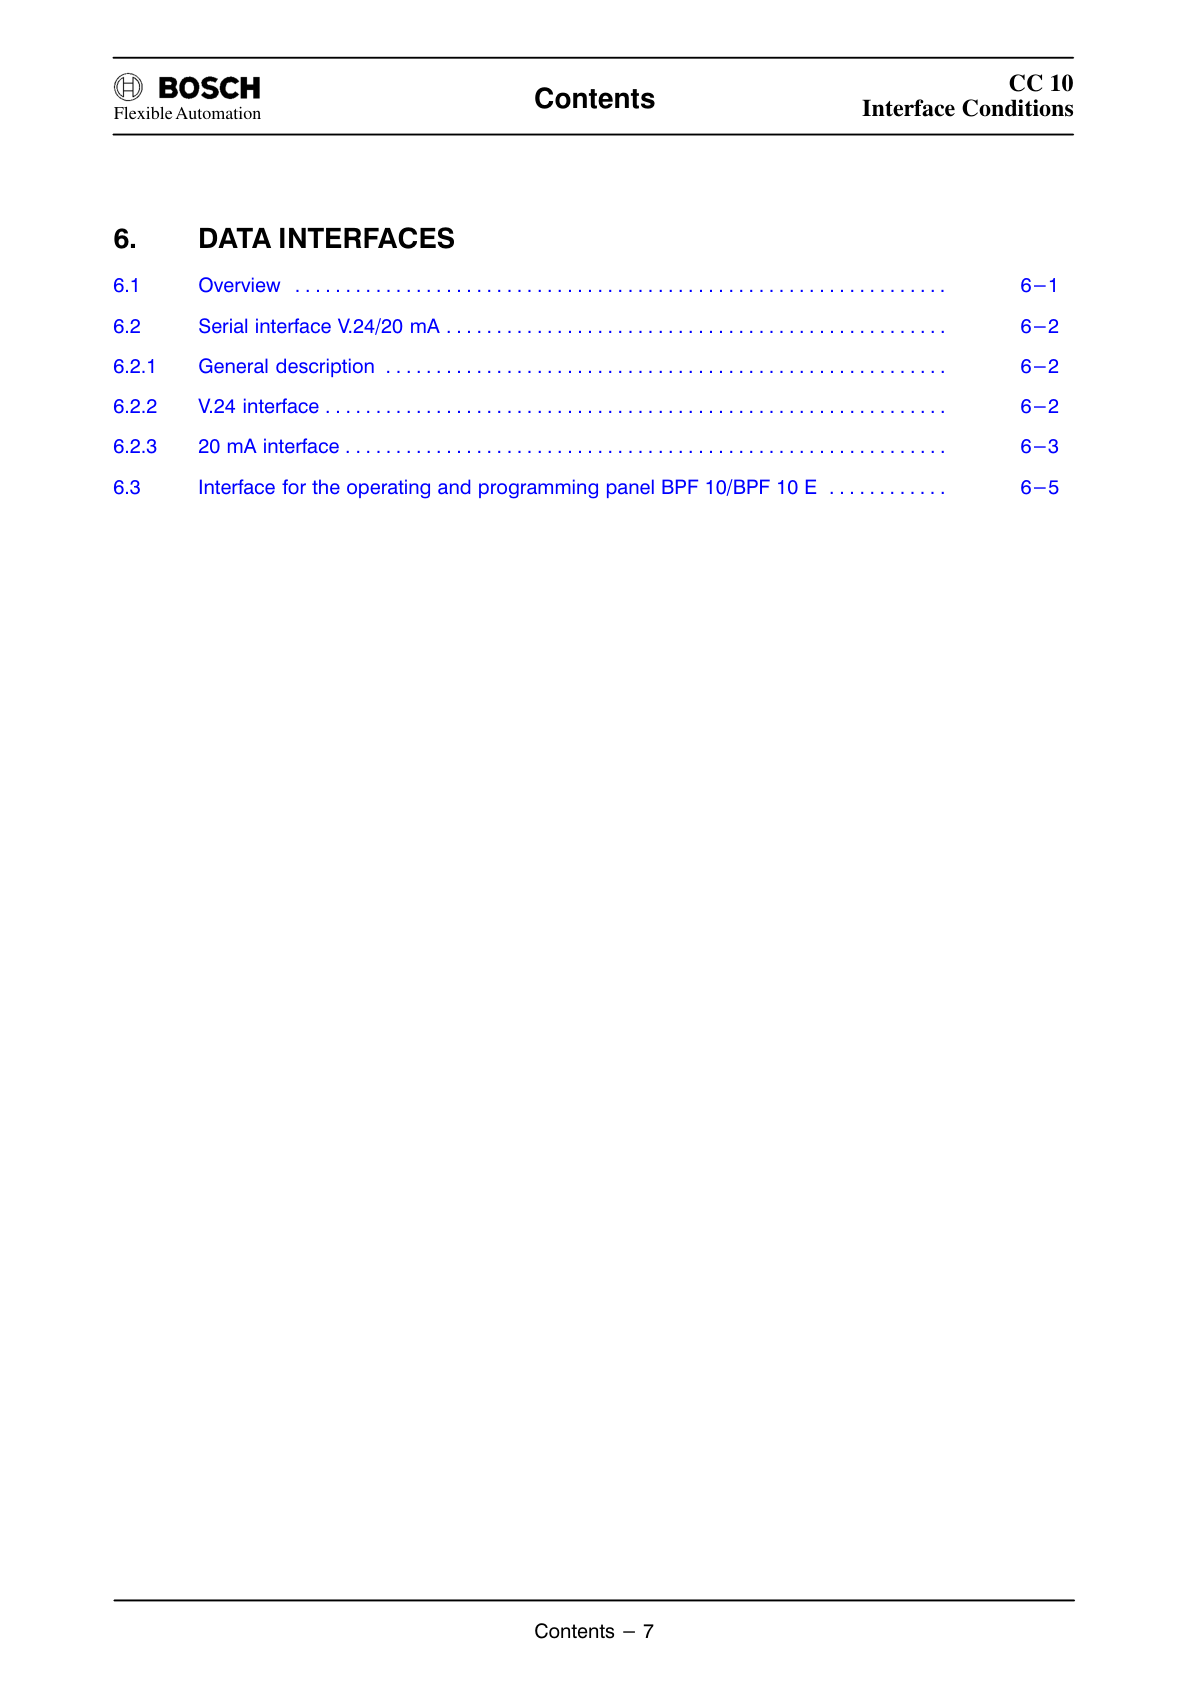 BOSCH
Flexible Automation
Contents
CC 10
Interface Conditions
6. DATA INTERFACES
6.1 Overview . . . . . . . . . . . . . . . . . . . . . . . . . . . . . . . . . . . . . . . . . . . . . . . . . . . . . . . . . . . . . . . . . 6−1
6.2 Serial interface V.24/20 mA . . . . . . . . . . . . . . . . . . . . . . . . . . . . . . . . . . . . . . . . . . . . . . . . . . 6−2
6.2.1 General description . . . . . . . . . . . . . . . . . . . . . . . . . . . . . . . . . . . . . . . . . . . . . . . . . . . . . . . . 6−2
6.2.2 V.24 interface . . . . . . . . . . . . . . . . . . . . . . . . . . . . . . . . . . . . . . . . . . . . . . . . . . . . . . . . . . . . . . 6−2
6.2.3 20 mA interface . . . . . . . . . . . . . . . . . . . . . . . . . . . . . . . . . . . . . . . . . . . . . . . . . . . . . . . . . . . . 6−3
6.3 Interface for the operating and programming panel BPF 10/BPF 10 E . . . . . . . . . . . . 6−5
Contents − 7